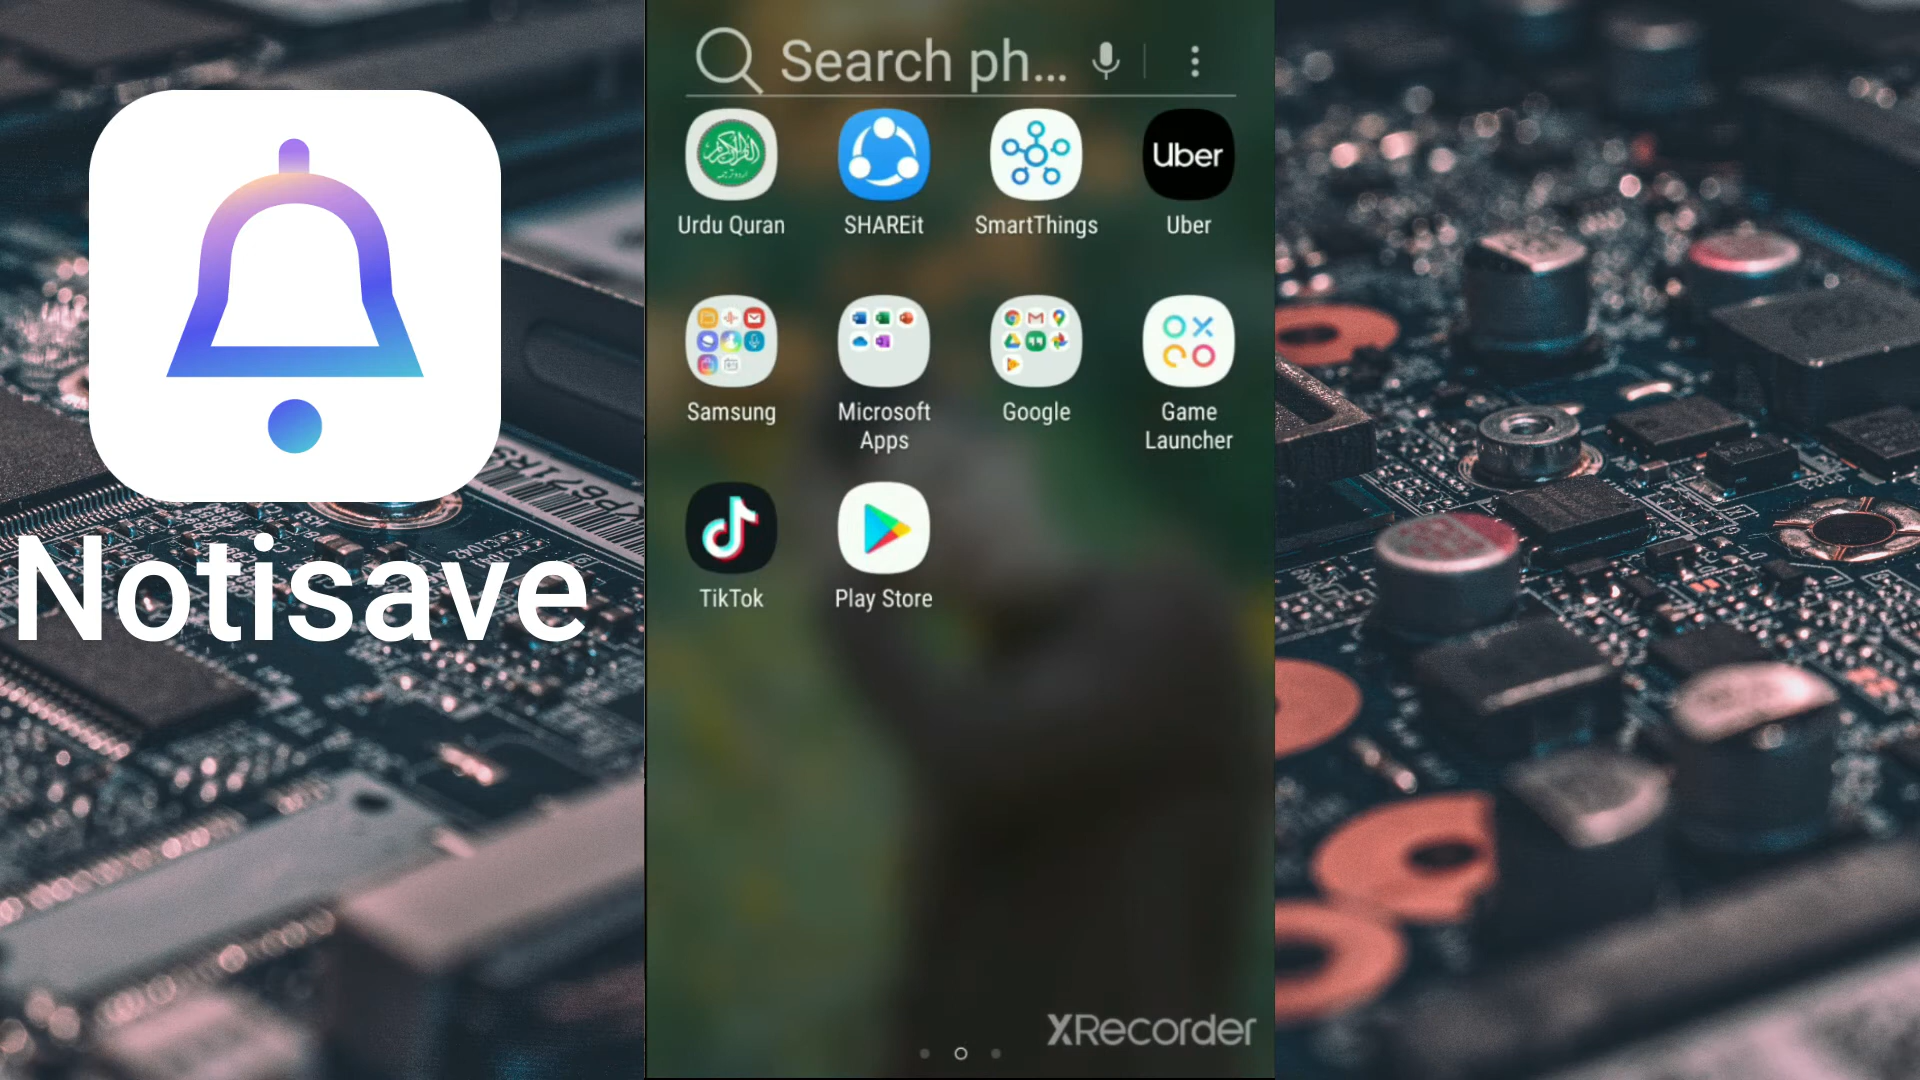 Search ph...
Uber
Urdu Quran
SHAREit
SmartThings
Uber
Samsung
Microsoft Apps
Google
Game Launcher
TikTok
Play Store
Notisave
XRecorder